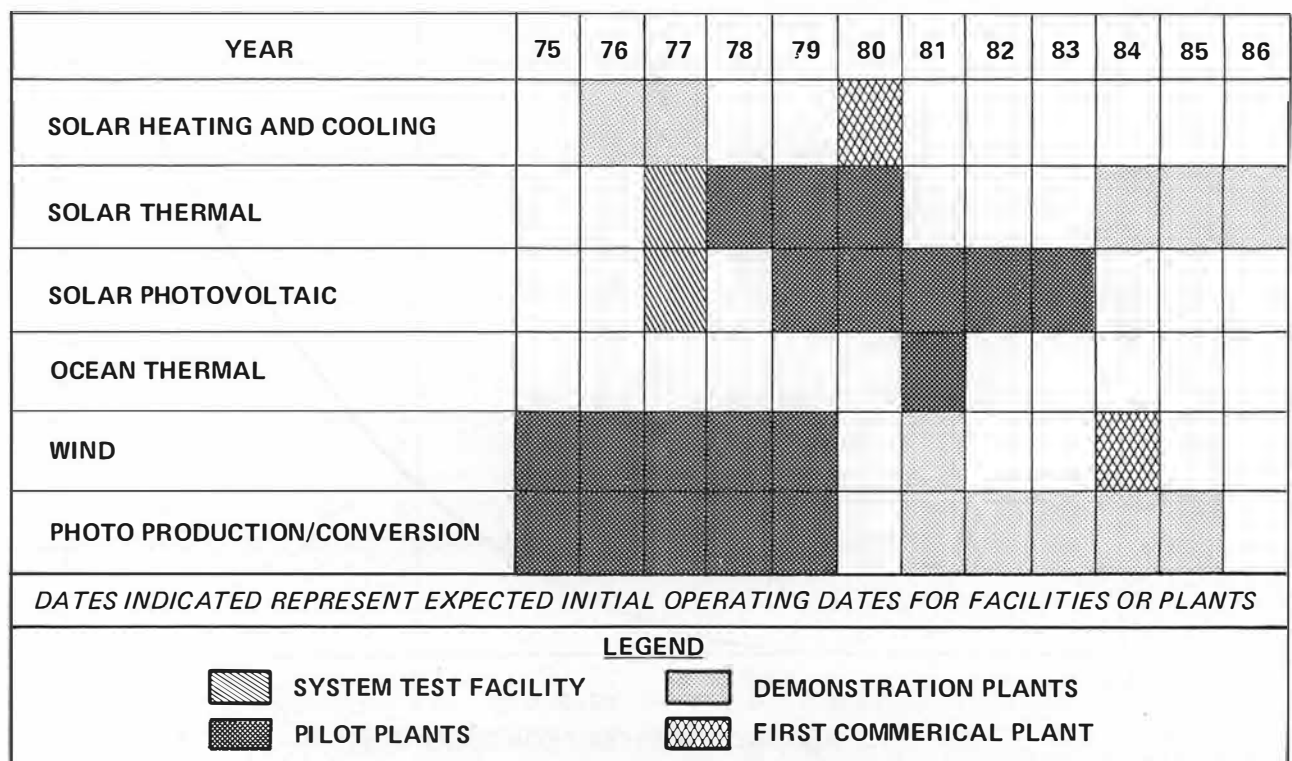 YEAR 75 76 77 78 79 80 81 82 83 84 85 86
SOLAR HEATING AND COOLING
SOLAR THERMAL
SOLAR PHOTOVOLTAIC
OCEAN THERMAL
WIND
PHOTO PRODUCTION/CONVERSION
DATES INDICATED REPRESENT EXPECTED INITIAL OPERATING DATES FOR FACILITIES OR PLANTS
LEGEND
SYSTEM TEST FACILITY DEMONSTRATION PLANTS
PILOT PLANTS FIRST COMMERICAL PLANT